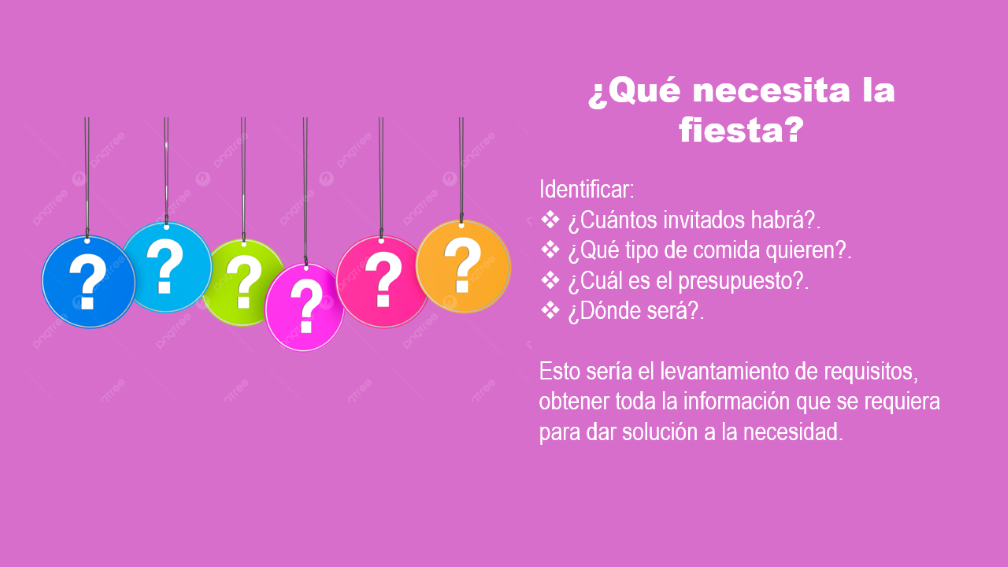 ¿Qué necesita la
fiesta?
Identificar:
❖ ¿Cuántos invitados habrá?.
❖ ¿Qué tipo de comida quieren?.
❖ ¿Cuál es el presupuesto?.
❖ ¿Dónde será?.
Esto sería el levantamiento de requisitos,
obtener toda la información que se requiera
para dar solución a la necesidad.
? ? ? ? ? ?
pngtree